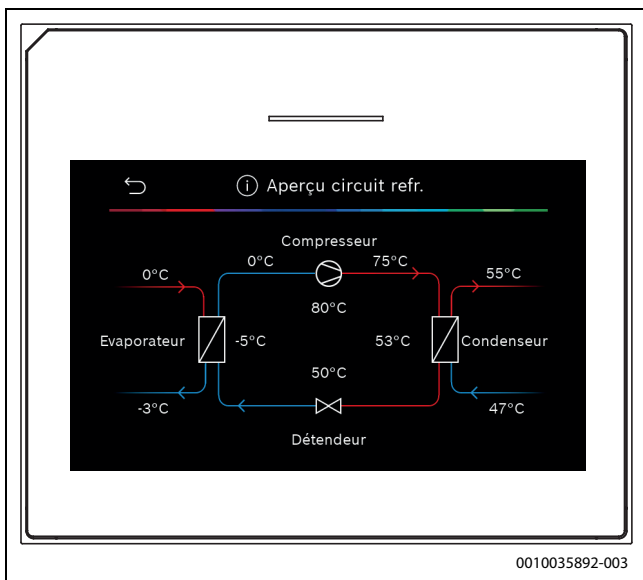 Aperçu circuit refr.
Compresseur
0°C 0°C 75°C 55°C
80°C
Evaporateur -5°C 53°C Condenseur
50°C
-3°C 47°C
Détendeur
0010035892-003